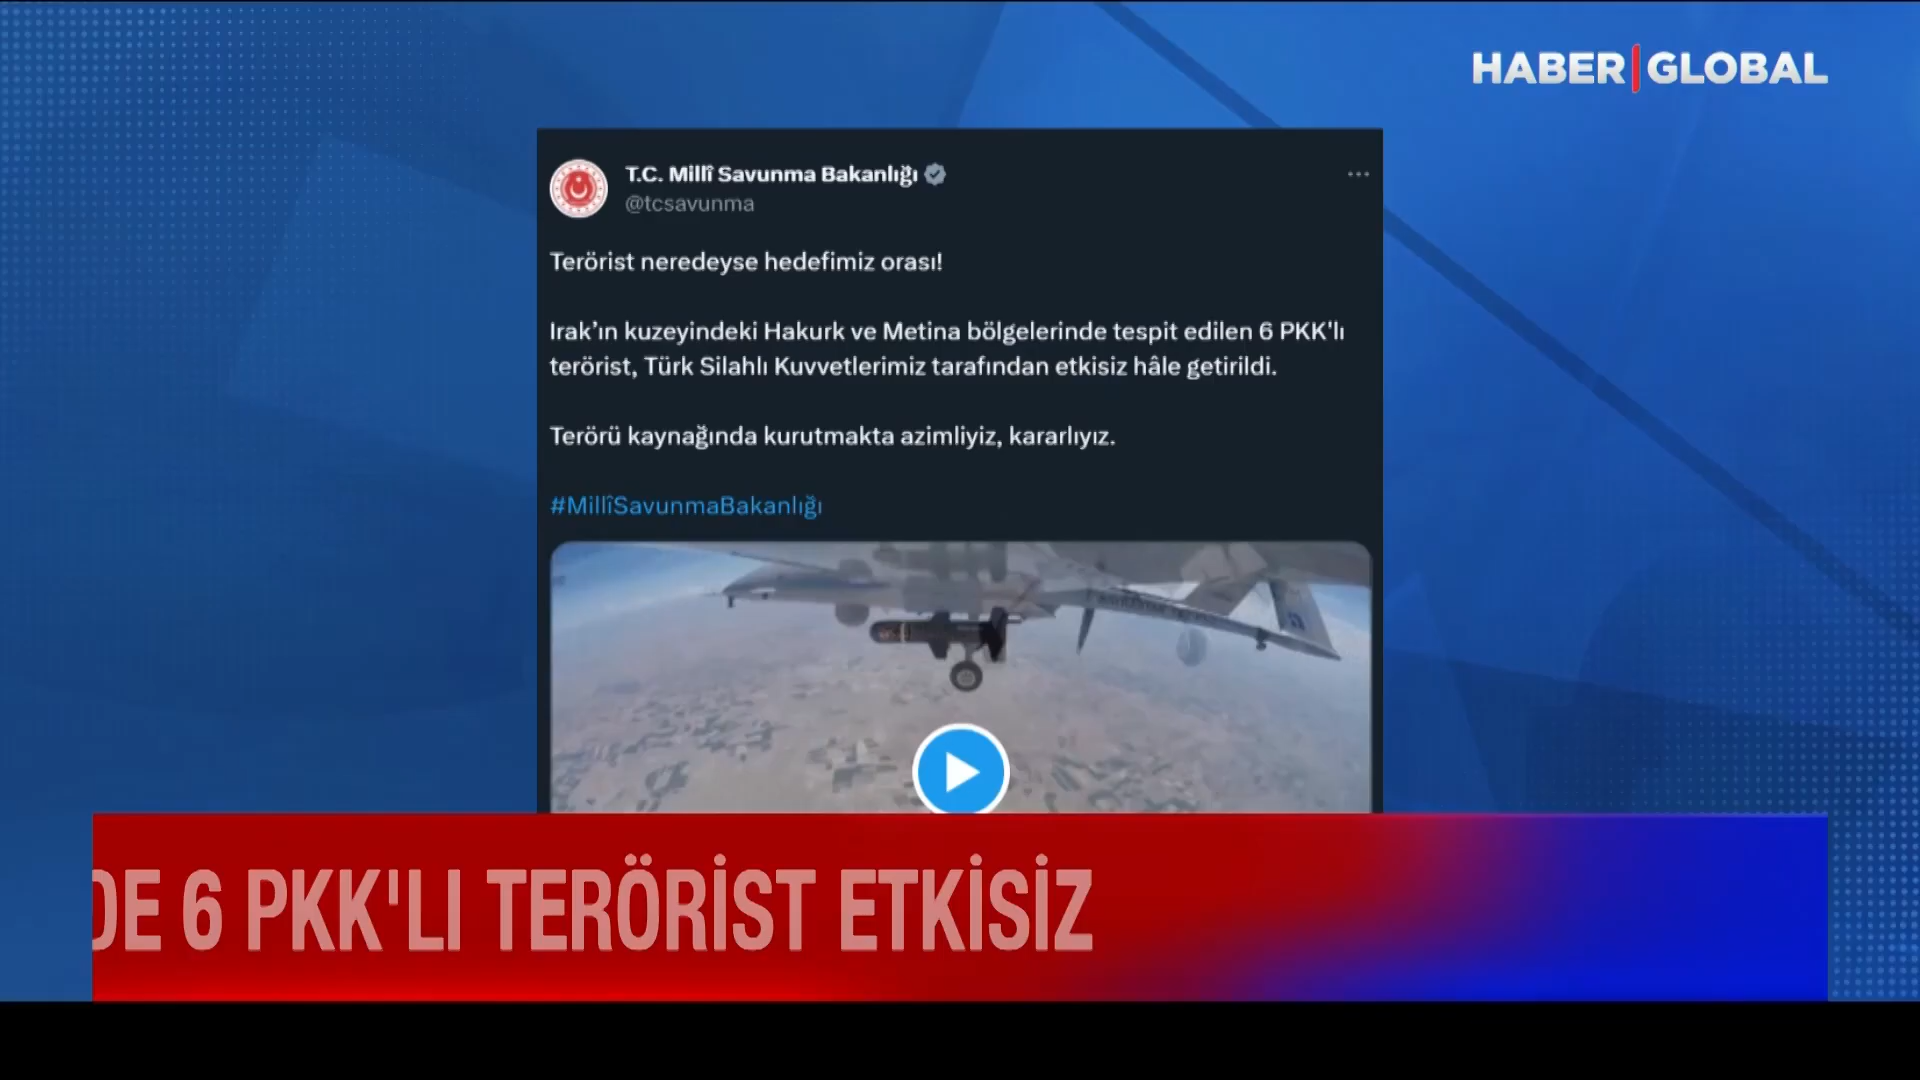 HABER GLOBAL
T.C. Millî Savunma Bakanlığı
@tcsavunma
Terörist neredeyse hedefimiz orası!
Irak’ın kuzeyindeki Hakurk ve Metina bölgelerinde tespit edilen 6 PKK'lı
terörist, Türk Silahlı Kuvvetlerimiz tarafından etkisiz hâle getirildi.
Terörü kaynağında kurutmakta azimliyiz, kararlıyız.
#MillîSavunmaBakanlığı
DE 6 PKK'LI TERÖRİST ETKİSİZ